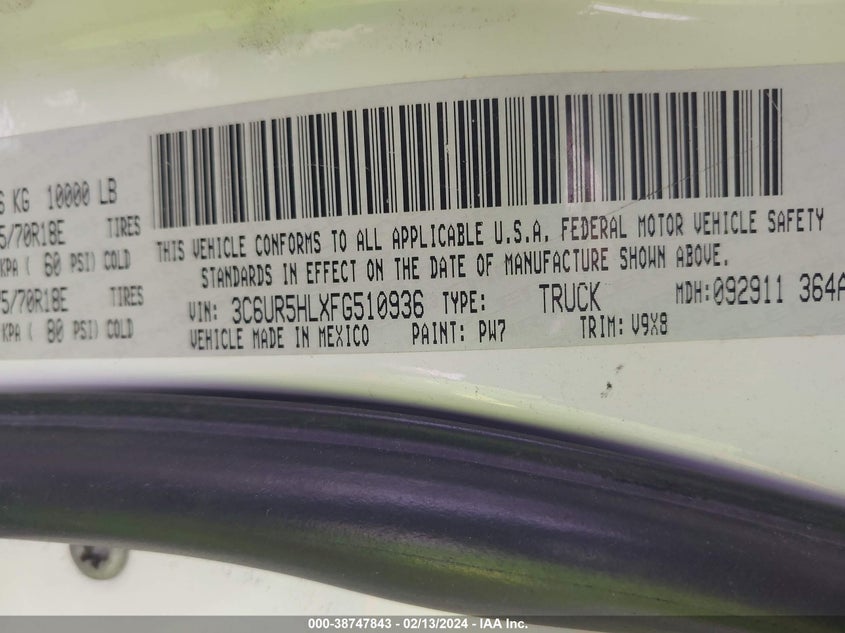 6 KG 10000 LB
5/70R18E TIRES
KPA ( 60 PSI) COLD
75/70R18E TIRES
KPA ( 80 PSI) COLD
THIS VEHICLE CONFORMS TO ALL APPLICABLE U.S.A. FEDERAL MOTOR VEHICLE SAFETY
STANDARDS IN EFFECT ON THE DATE OF MANUFACTURE SHOWN ABOVE.
VIN: 3C6UR5HLXFG510936 TYPE: TRUCK MDH:092911 364A
VEHICLE MADE IN MEXICO PAINT: PW7 TRIM: V9X8
000-38747843 - 02/13/2024 - IAA Inc.